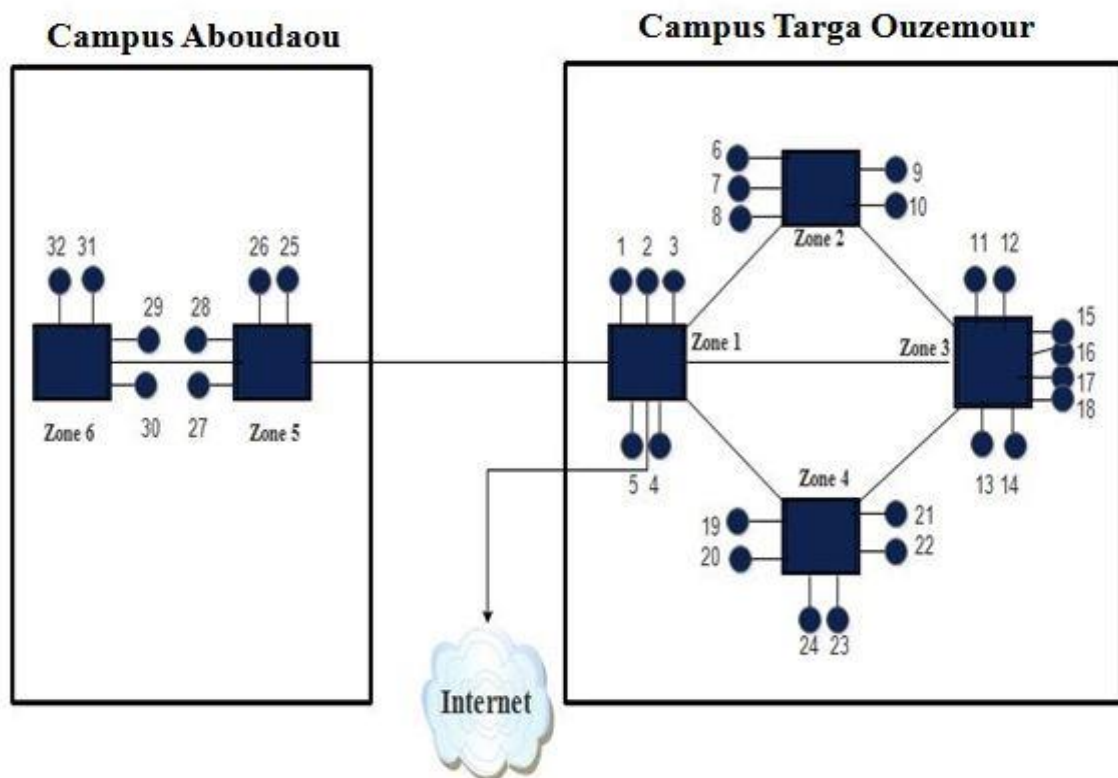 Campus Aboudaou
Campus Targa Ouzemour
6
7
8
9
10
Zone 2
32 31
26 25
1 2 3
11 12
29
28
15
16
17
18
Zone 1
Zone 3
30
27
Zone 6
Zone 5
5 4
Zone 4
13 14
19
20
21
22
24 23
Internet